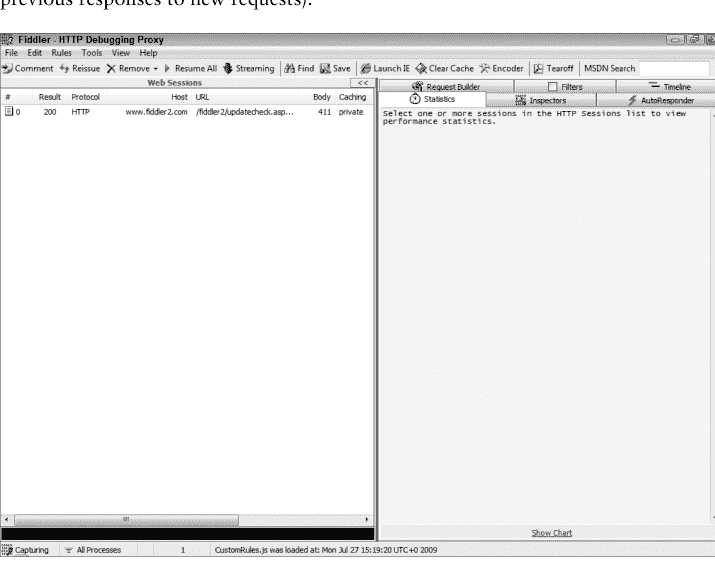 previous responses to new requests).
Fiddler - HTTP Debugging Proxy
File Edit Rules Tools View Help
Comment Reissue Remove Resume All Streaming Find Save Launch IE Clear Cache Encoder Tearoff MSDN Search
Web Sessions <<
# Result Protocol Host URL Body Caching
0 200 HTTP www.fiddler2.com /fiddler2/updatecheck.asp... 411 private
Request Builder Filters Timeline
Statistics Inspectors AutoResponder
Select one or more sessions in the HTTP Sessions list to view
performance statistics.
Show Chart
Capturing All Processes 1 CustomRules.js was loaded at: Mon Jul 27 15:19:20 UTC+0 2009